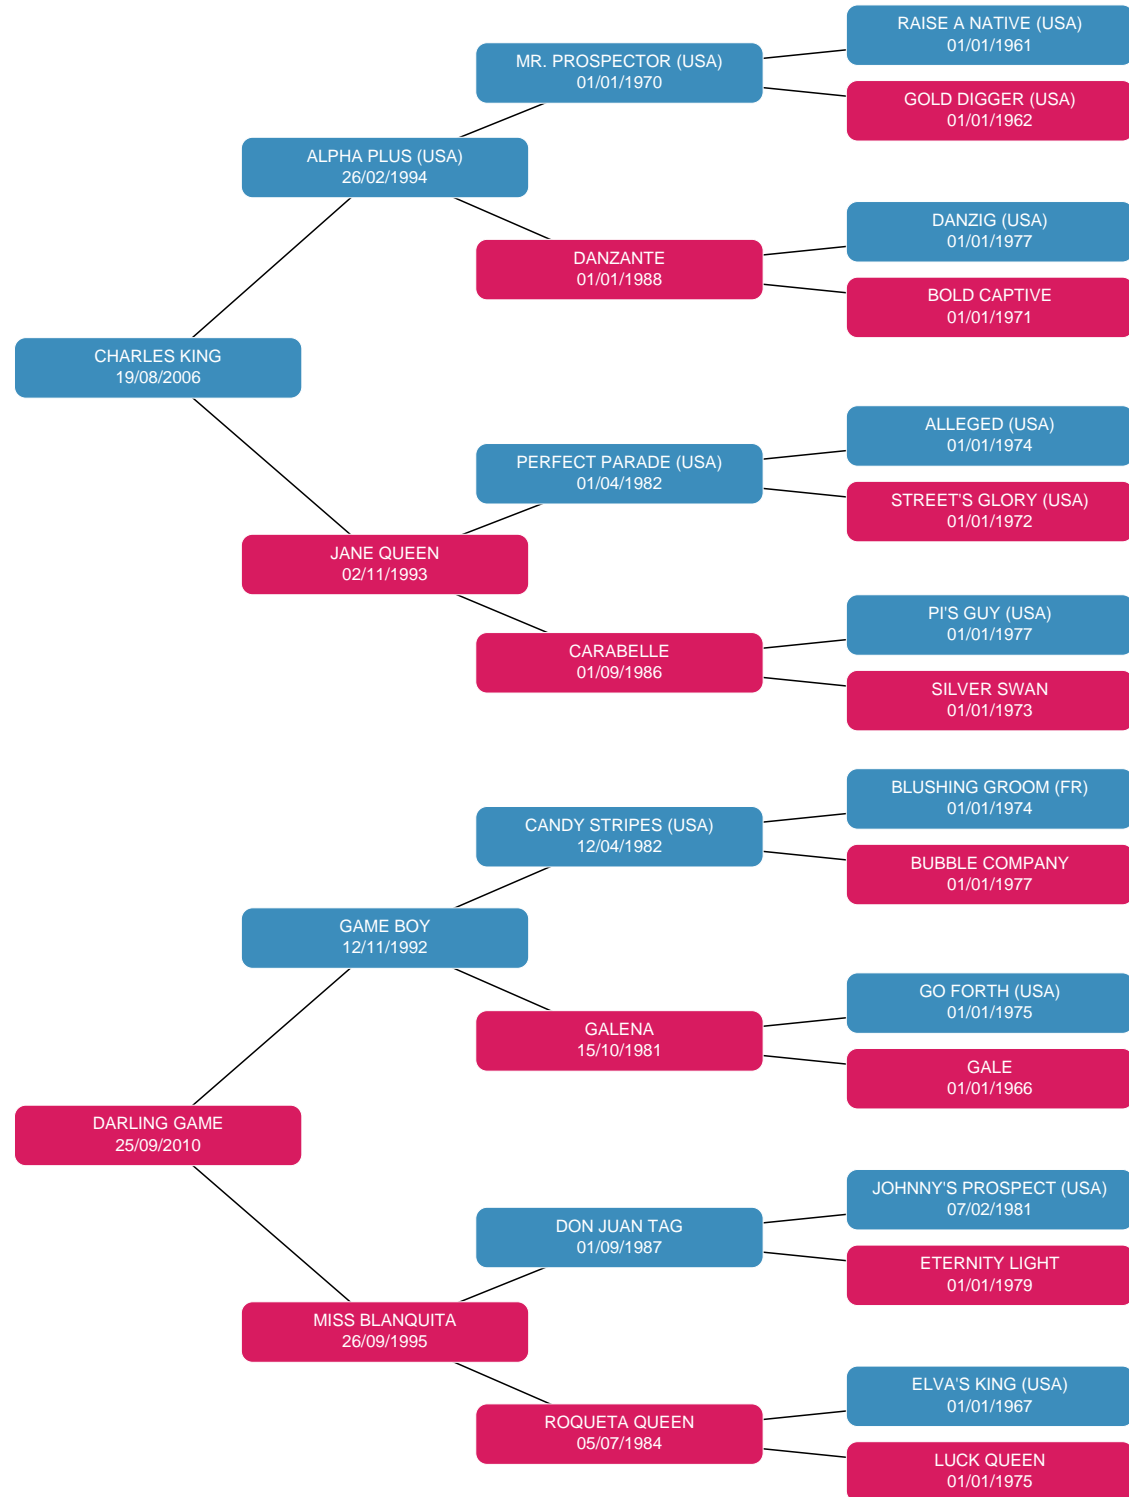 RAISE A NATIVE (USA)
01/01/1961
MR. PROSPECTOR (USA)
01/01/1970
GOLD DIGGER (USA)
01/01/1962
ALPHA PLUS (USA)
26/02/1994
DANZIG (USA)
01/01/1977
DANZANTE
01/01/1988
BOLD CAPTIVE
01/01/1971
CHARLES KING
19/08/2006
ALLEGED (USA)
01/01/1974
PERFECT PARADE (USA)
01/04/1982
STREET'S GLORY (USA)
01/01/1972
JANE QUEEN
02/11/1993
PI'S GUY (USA)
01/01/1977
CARABELLE
01/09/1986
SILVER SWAN
01/01/1973
BLUSHING GROOM (FR)
01/01/1974
CANDY STRIPES (USA)
12/04/1982
BUBBLE COMPANY
01/01/1977
GAME BOY
12/11/1992
GO FORTH (USA)
01/01/1975
GALENA
15/10/1981
GALE
01/01/1966
DARLING GAME
25/09/2010
JOHNNY'S PROSPECT (USA)
07/02/1981
DON JUAN TAG
01/09/1987
ETERNITY LIGHT
01/01/1979
MISS BLANQUITA
26/09/1995
ELVA'S KING (USA)
01/01/1967
ROQUETA QUEEN
05/07/1984
LUCK QUEEN
01/01/1975